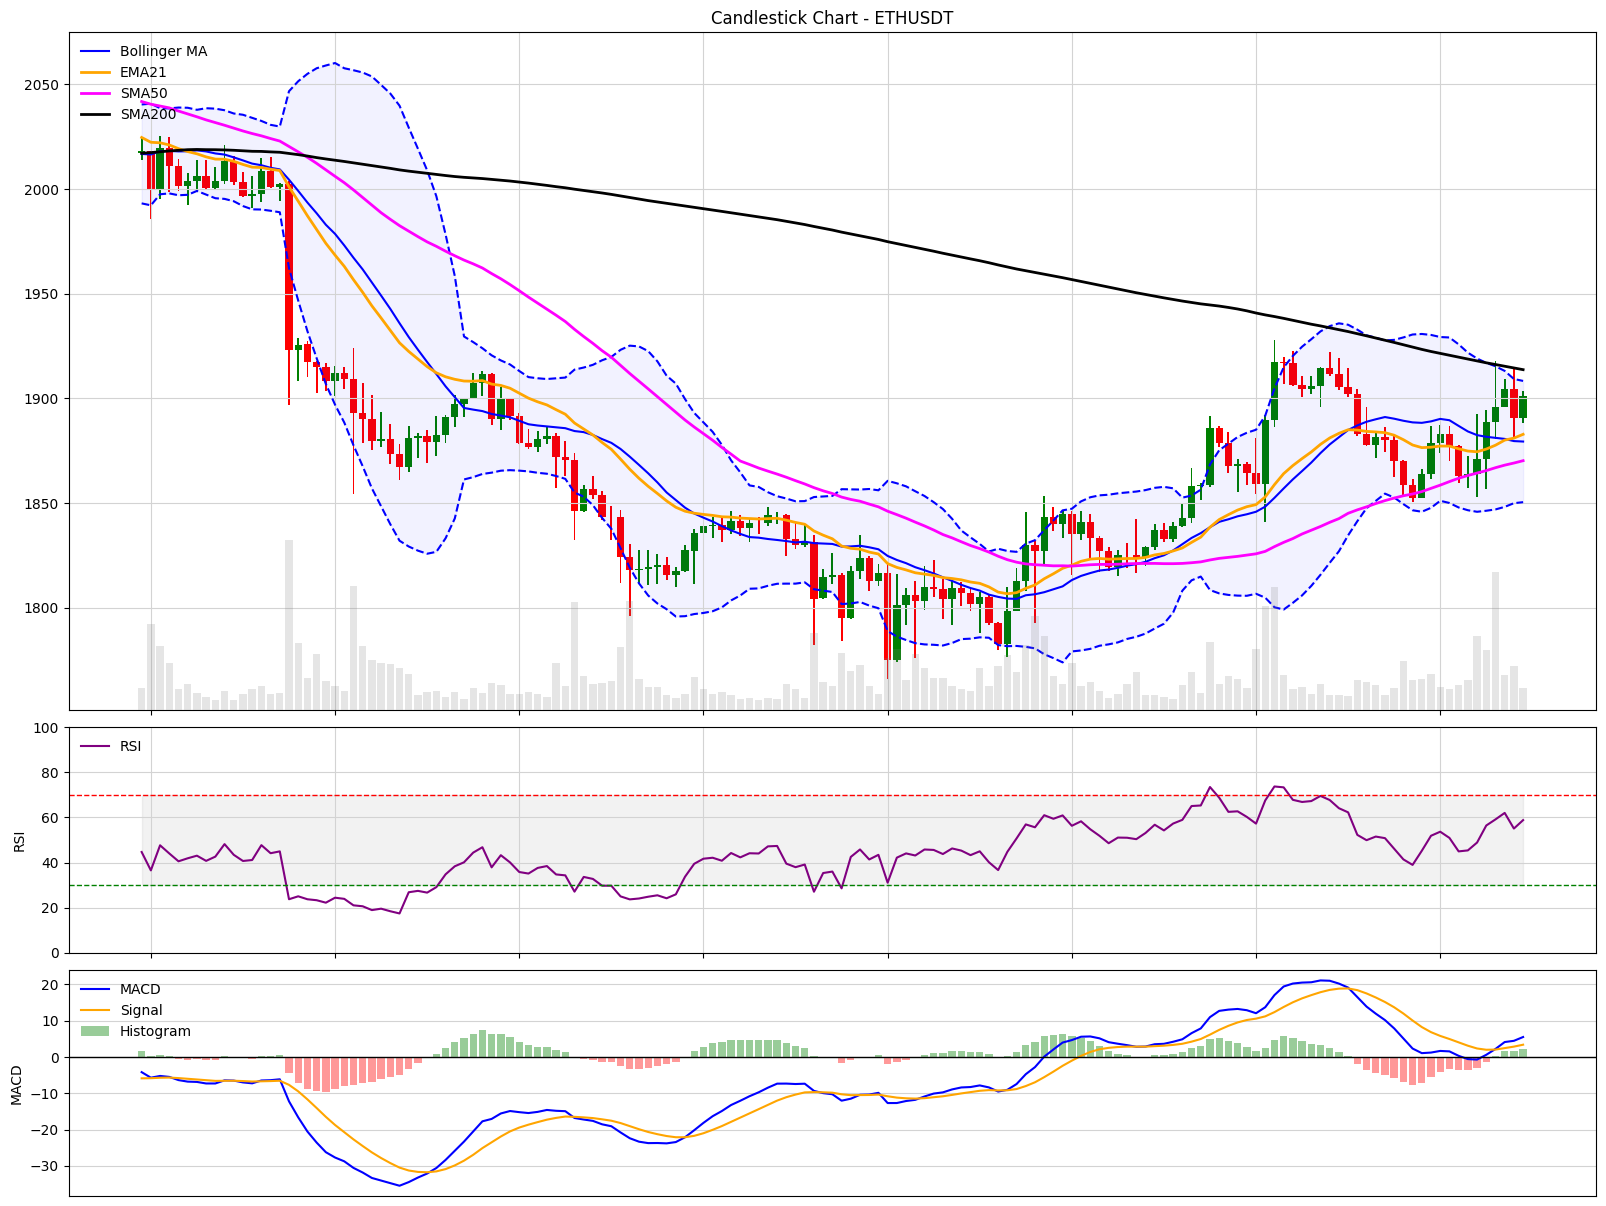 Candlestick Chart - ETHUSDT
Bollinger MA
EMA21
SMA50
SMA200
2050
2000
1950
1900
1850
1800
RSI
100
80
60
40
20
0
RSI
MACD
Signal
Histogram
20
10
0
−10
−20
−30
MACD